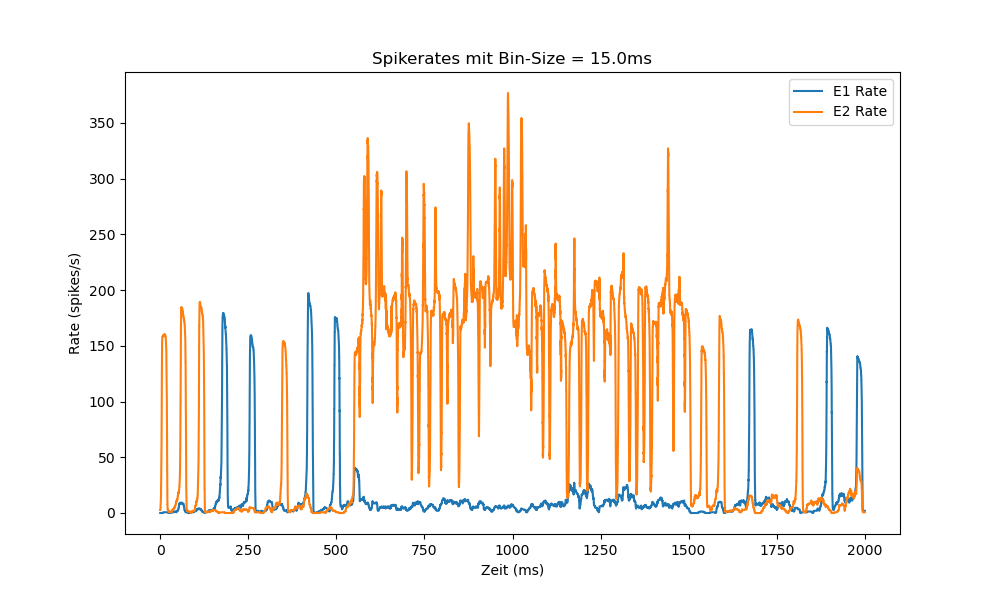 Spikerates mit Bin-Size = 15.0ms
E1 Rate
E2 Rate
350
300
250
200
150
100
50
0
Rate (spikes/s)
0 250 500 750 1000 1250 1500 1750 2000
Zeit (ms)